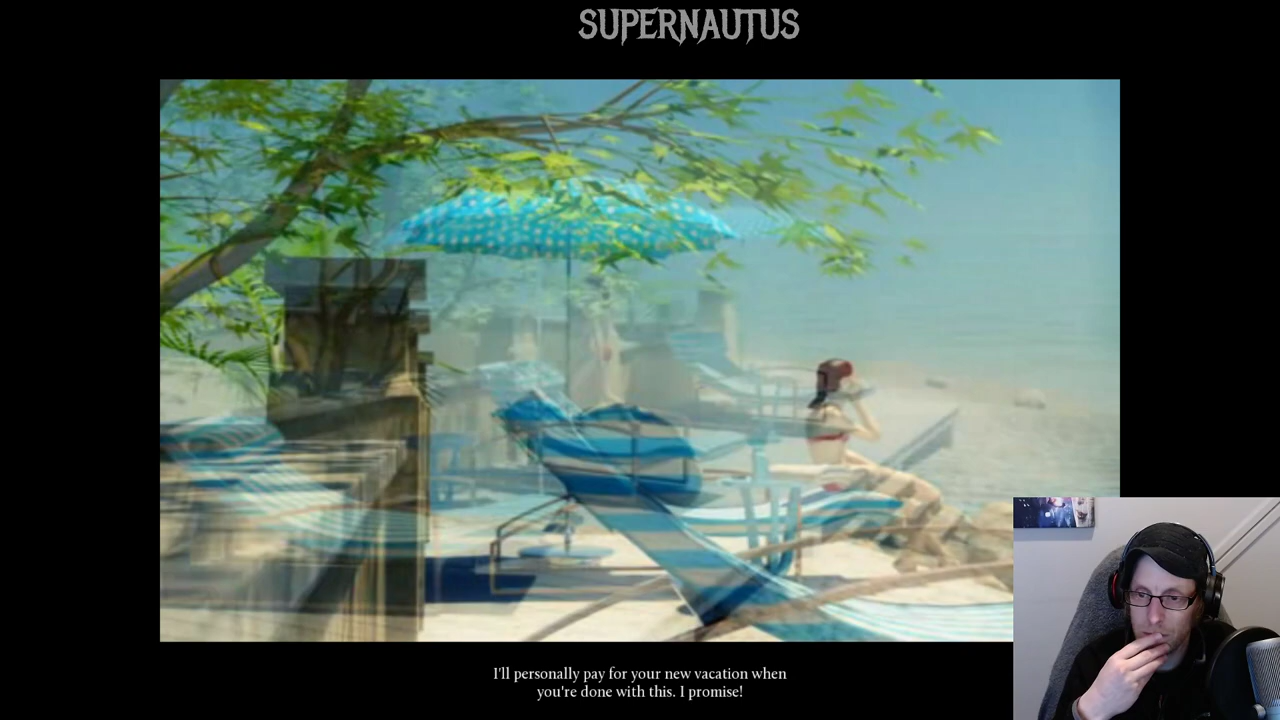 SUPERNAUTUS
I'll personally pay for your new vacation when
you're done with this. I promise!